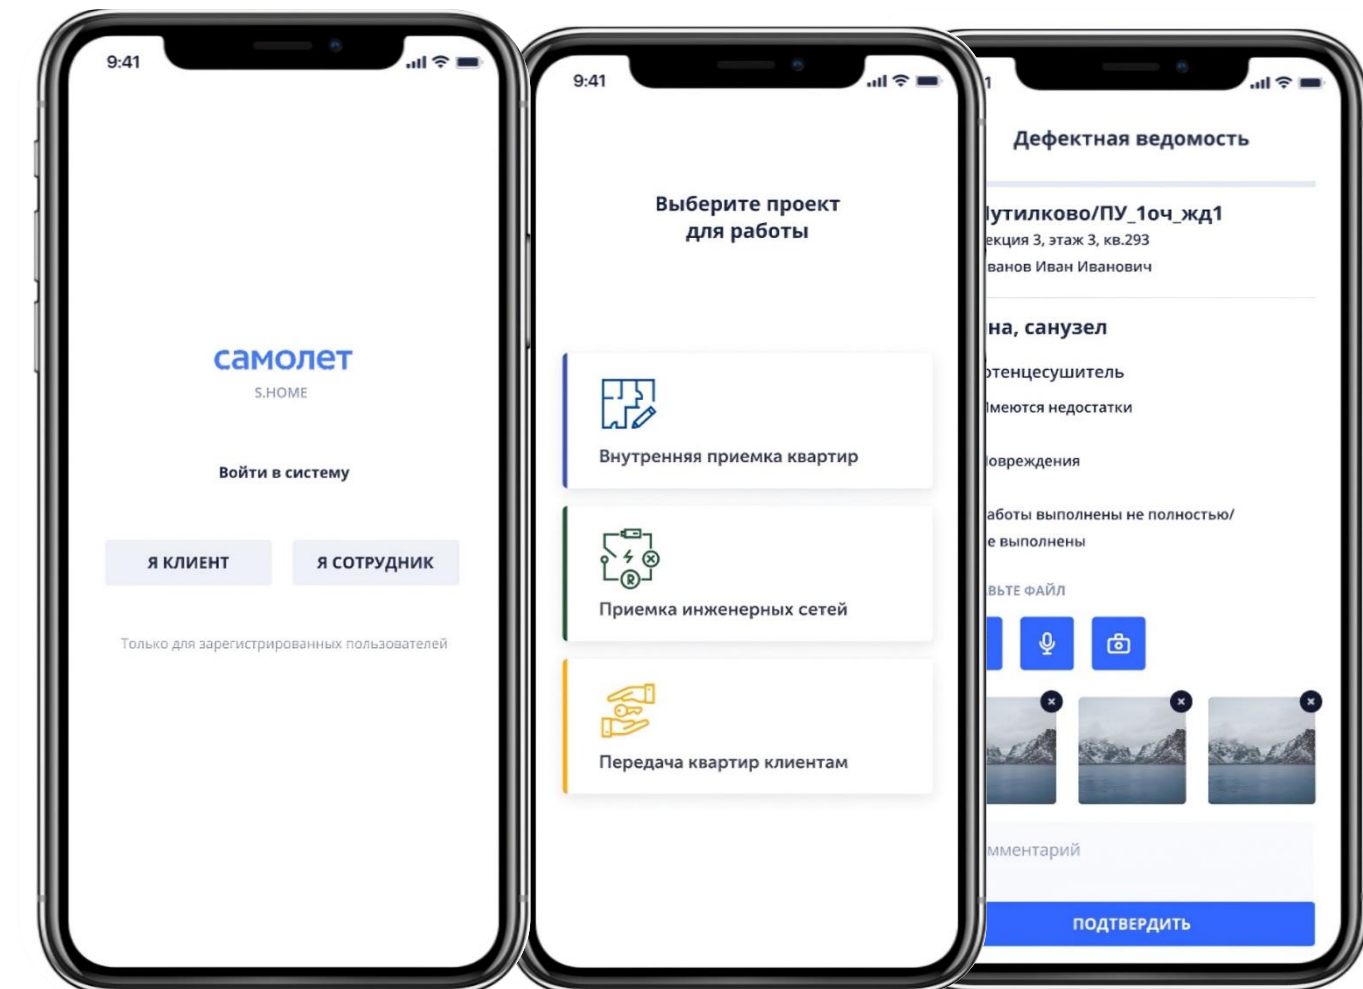 9:41
самолет
S.HOME
Войти в систему
Я КЛИЕНТ
Я СОТРУДНИК
Только для зарегистрированных пользователей
9:41
Выберите проект
для работы
Внутренняя приемка квартир
R
Приемка инженерных сетей
Передача квартир клиентам
1
Дефектная ведомость
утилково/ПУ_1оч_жд1
екция 3, этаж 3, кв.293
ванов Иван Иванович
на, санузел
отенцесушитель
меются недостатки
овреждения
аботы выполнены не полностью/
е выполнены
ВЬТЕ ФАЙЛ
мментарий
ПОДТВЕРДИТЬ